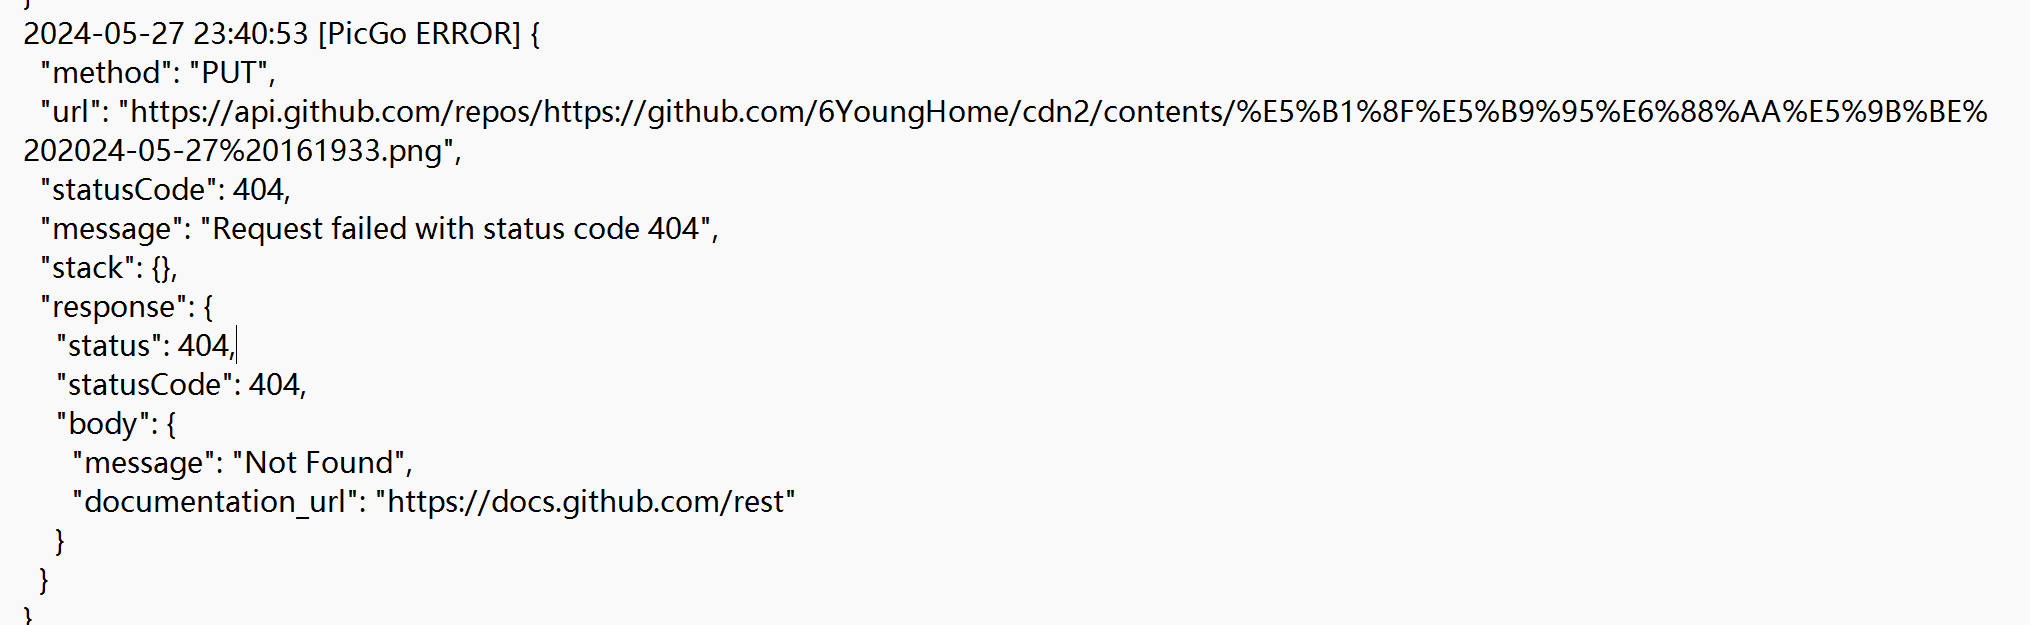 }
2024-05-27 23:40:53 [PicGo ERROR] {
"method": "PUT",
"url": "https://api.github.com/repos/https://github.com/6YoungHome/cdn2/contents/%E5%B1%8F%E5%B9%95%E6%88%AA%E5%9B%BE%
202024-05-27%20161933.png",
"statusCode": 404,
"message": "Request failed with status code 404",
"stack": {},
"response": {
"status": 404,
"statusCode": 404,
"body": {
"message": "Not Found",
"documentation_url": "https://docs.github.com/rest"
}
}
}